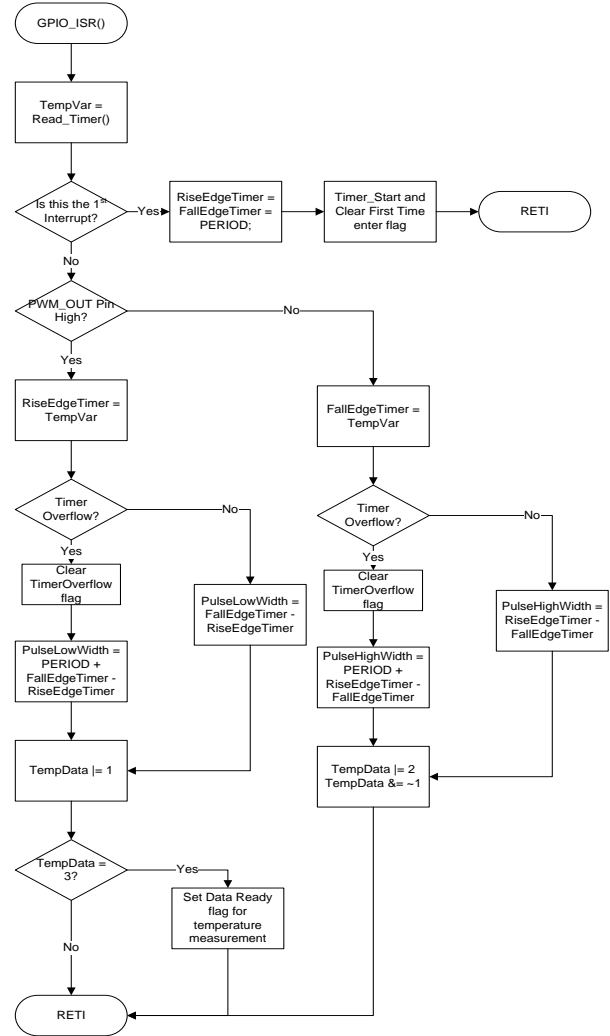 GPIO_ISR()
TempVar =
Read_Timer()
Is this the 1st
Interrupt?
Yes
RiseEdgeTimer =
FallEdgeTimer =
PERIOD;
Timer_Start and
Clear First Time
enter flag
RETI
No
PWM_OUT Pin
High?
No
Yes
RiseEdgeTimer =
TempVar
FallEdgeTimer =
TempVar
Timer
Overflow?
No
Yes
Clear
TimerOverflow
flag
PulseLowWidth =
FallEdgeTimer -
RiseEdgeTimer
PulseLowWidth =
PERIOD +
FallEdgeTimer -
RiseEdgeTimer
Timer
Overflow?
No
Yes
Clear
TimerOverflow
flag
PulseHighWidth =
RiseEdgeTimer -
FallEdgeTimer
PulseHighWidth =
PERIOD +
RiseEdgeTimer -
FallEdgeTimer
TempData |= 1
TempData |= 2
TempData &= ~1
TempData =
3?
Yes
Set Data Ready
flag for
temperature
measurement
No
RETI